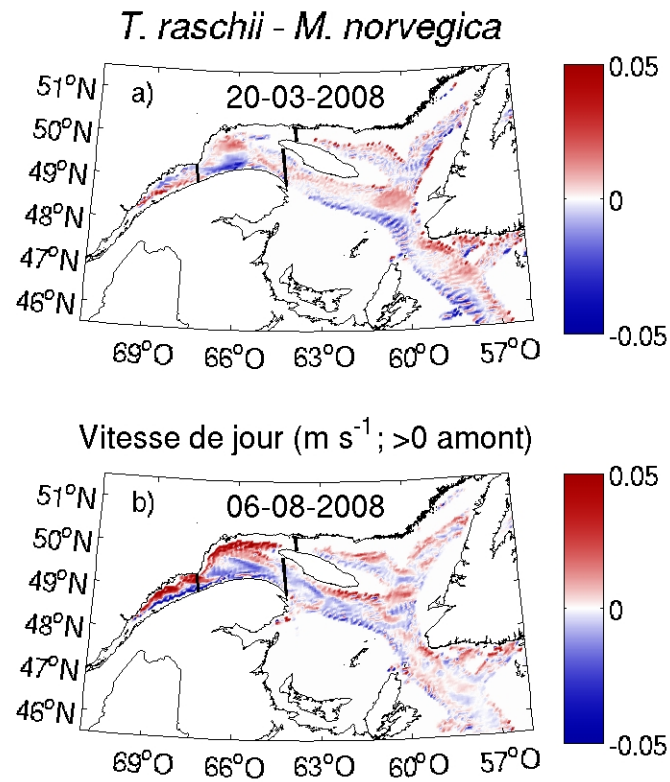 T. raschii - M. norvegica
a) 20-03-2008
51°N
50°N
49°N
48°N
47°N
46°N
69°O 66°O 63°O 60°O 57°O
0.05
0
-0.05
Vitesse de jour (m s⁻¹; >0 amont)
b) 06-08-2008
51°N
50°N
49°N
48°N
47°N
46°N
69°O 66°O 63°O 60°O 57°O
0.05
0
-0.05